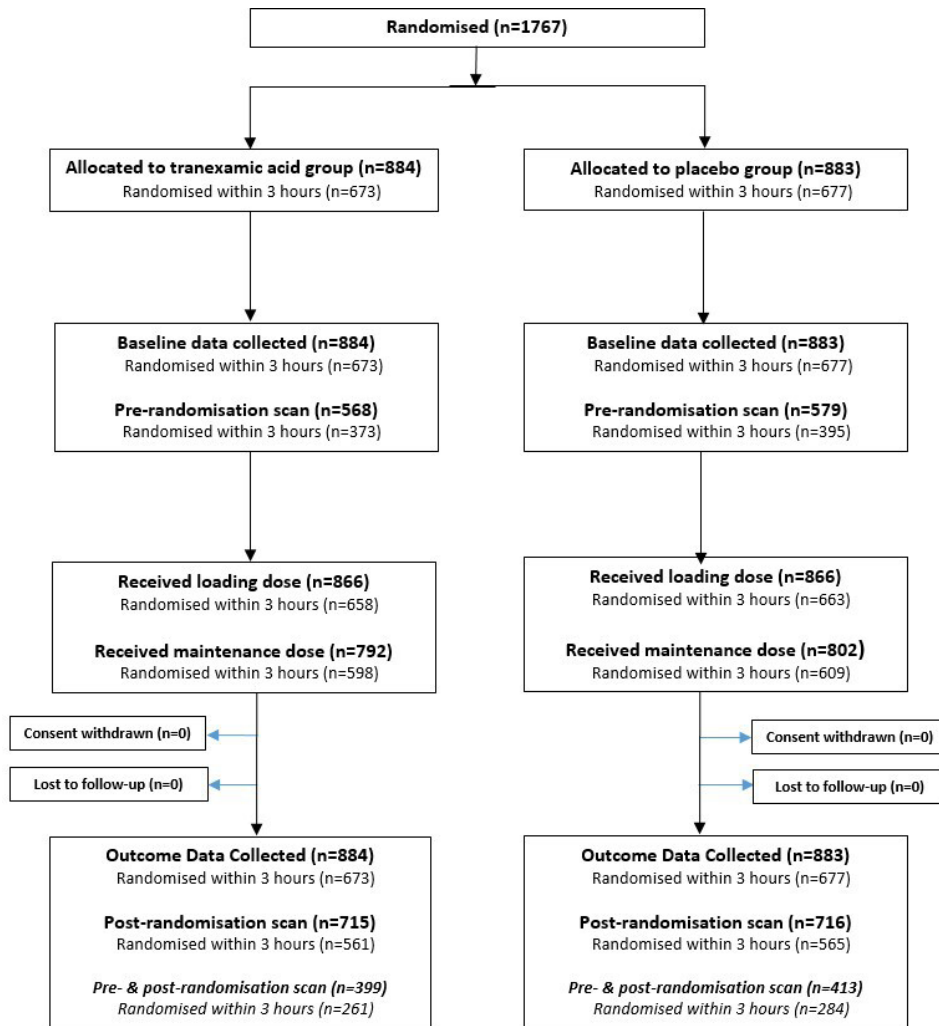 Randomised (n=1767)
Allocated to tranexamic acid group (n=884)
Randomised within 3 hours (n=673)
Allocated to placebo group (n=883)
Randomised within 3 hours (n=677)
Baseline data collected (n=884)
Randomised within 3 hours (n=673)
Pre-randomisation scan (n=568)
Randomised within 3 hours (n=373)
Baseline data collected (n=883)
Randomised within 3 hours (n=677)
Pre-randomisation scan (n=579)
Randomised within 3 hours (n=395)
Received loading dose (n=866)
Randomised within 3 hours (n=658)
Received maintenance dose (n=792)
Randomised within 3 hours (n=598)
Received loading dose (n=866)
Randomised within 3 hours (n=663)
Received maintenance dose (n=802)
Randomised within 3 hours (n=609)
Consent withdrawn (n=0)
Lost to follow-up (n=0)
Consent withdrawn (n=0)
Lost to follow-up (n=0)
Outcome Data Collected (n=884)
Randomised within 3 hours (n=673)
Post-randomisation scan (n=715)
Randomised within 3 hours (n=561)
Pre- & post-randomisation scan (n=399)
Randomised within 3 hours (n=261)
Outcome Data Collected (n=883)
Randomised within 3 hours (n=677)
Post-randomisation scan (n=716)
Randomised within 3 hours (n=565)
Pre- & post-randomisation scan (n=413)
Randomised within 3 hours (n=284)